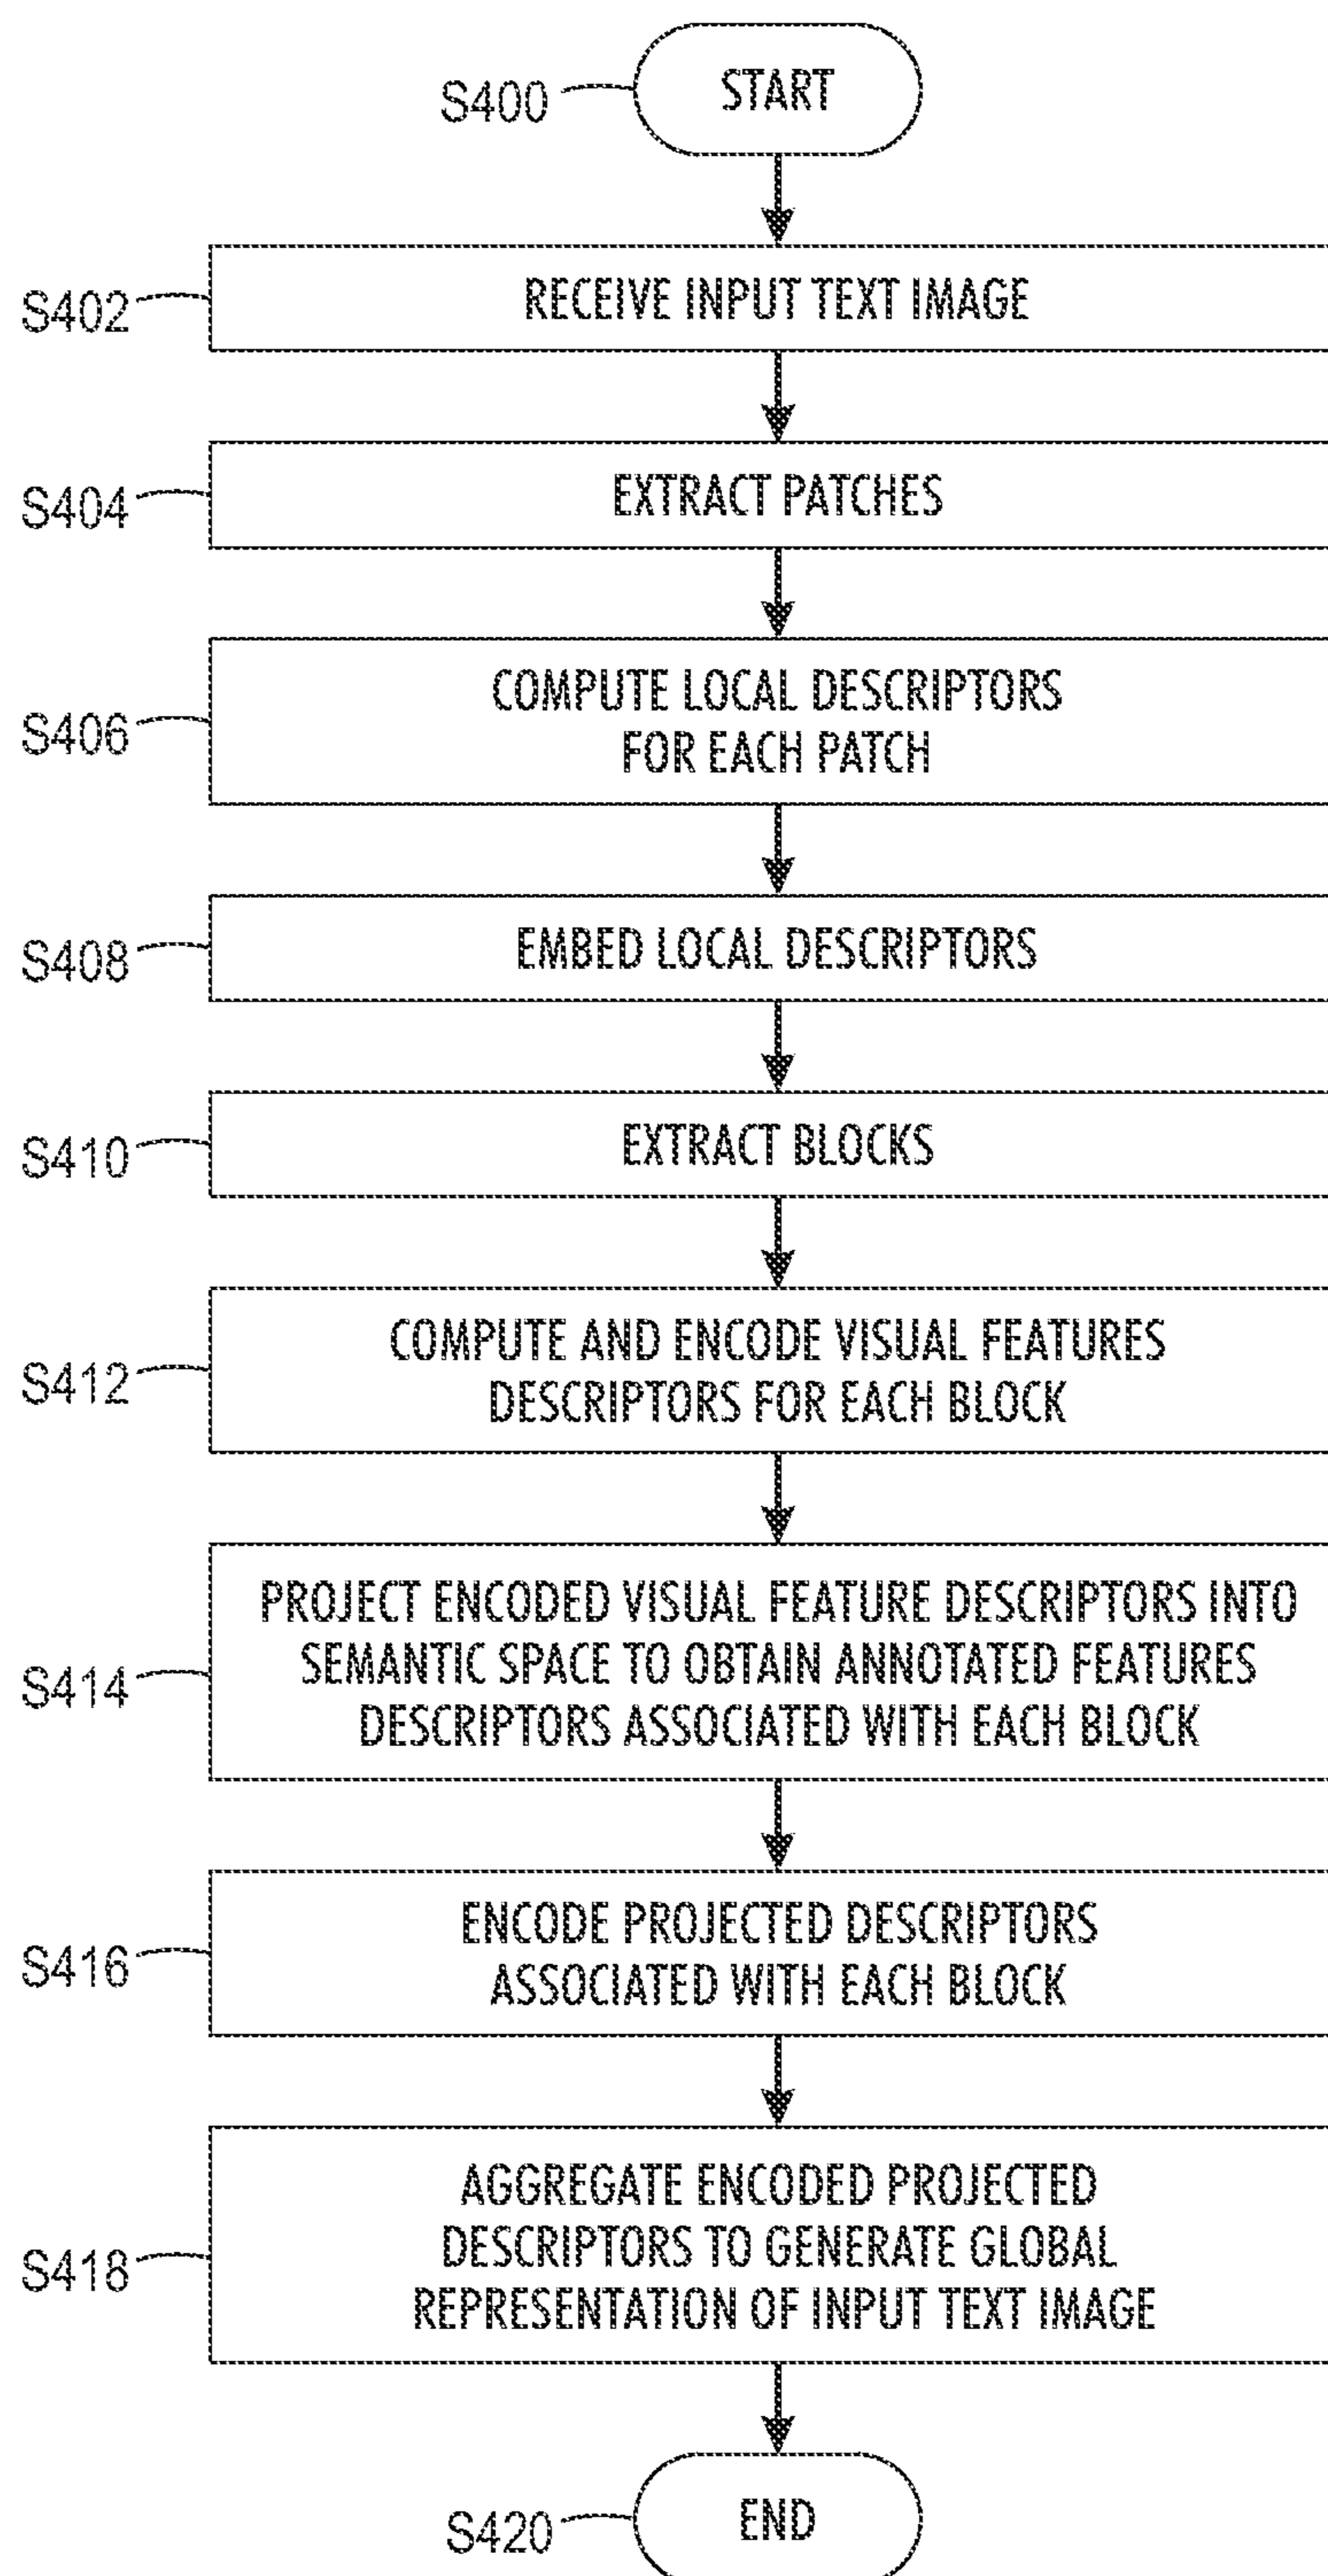 S400
START
S402
RECEIVE INPUT TEXT IMAGE
S404
EXTRACT PATCHES
S406
COMPUTE LOCAL DESCRIPTORS
FOR EACH PATCH
S408
EMBED LOCAL DESCRIPTORS
S410
EXTRACT BLOCKS
S412
COMPUTE AND ENCODE VISUAL FEATURES
DESCRIPTORS FOR EACH BLOCK
S414
PROJECT ENCODED VISUAL FEATURE DESCRIPTORS INTO
SEMANTIC SPACE TO OBTAIN ANNOTATED FEATURES
DESCRIPTORS ASSOCIATED WITH EACH BLOCK
S416
ENCODE PROJECTED DESCRIPTORS
ASSOCIATED WITH EACH BLOCK
S418
AGGREGATE ENCODED PROJECTED
DESCRIPTORS TO GENERATE GLOBAL
REPRESENTATION OF INPUT TEXT IMAGE
S420
END